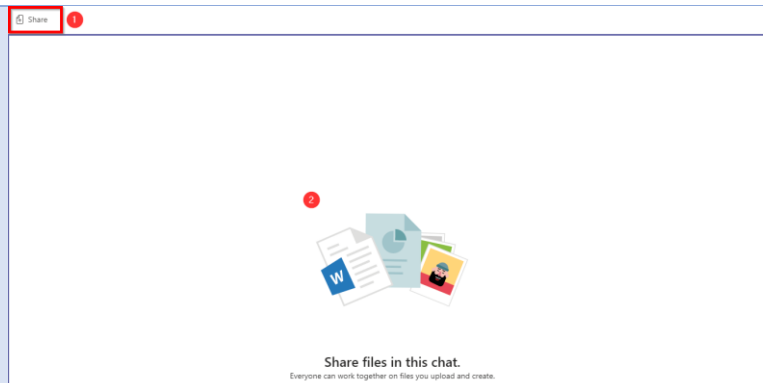 Share 1
2
W
Share files in this chat.
Everyone can work together on files you upload and create.